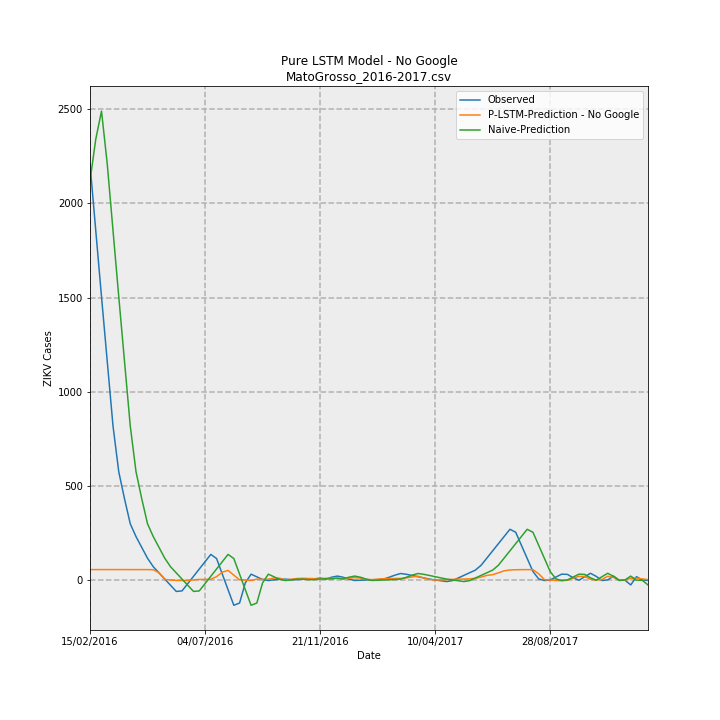 Pure LSTM Model - No Google
MatoGrosso_2016-2017.csv
Observed
P-LSTM-Prediction - No Google
Naive-Prediction
2500
2000
1500
1000
500
0
ZIKV Cases
15/02/2016
04/07/2016
21/11/2016
10/04/2017
28/08/2017
Date